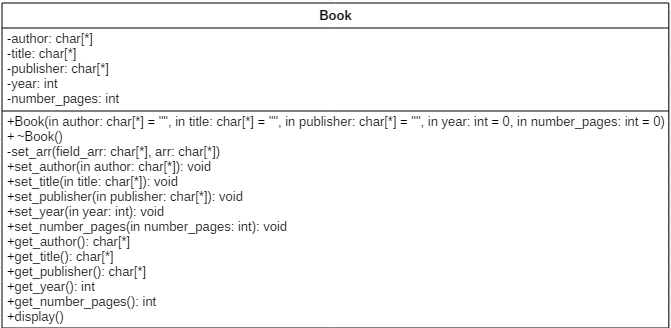 Book
-author: char[*]
-title: char[*]
-publisher: char[*]
-year: int
-number_pages: int
+Book(in author: char[*] = "", in title: char[*] = "", in publisher: char[*] = "", in year: int = 0, in number_pages: int = 0)
+ ~Book()
-set_arr(field_arr: char[*], arr: char[*])
+set_author(in author: char[*]): void
+set_title(in title: char[*]): void
+set_publisher(in publisher: char[*]): void
+set_year(in year: int): void
+set_number_pages(in number_pages: int): void
+get_author(): char[*]
+get_title(): char[*]
+get_publisher(): char[*]
+get_year(): int
+get_number_pages(): int
+display()